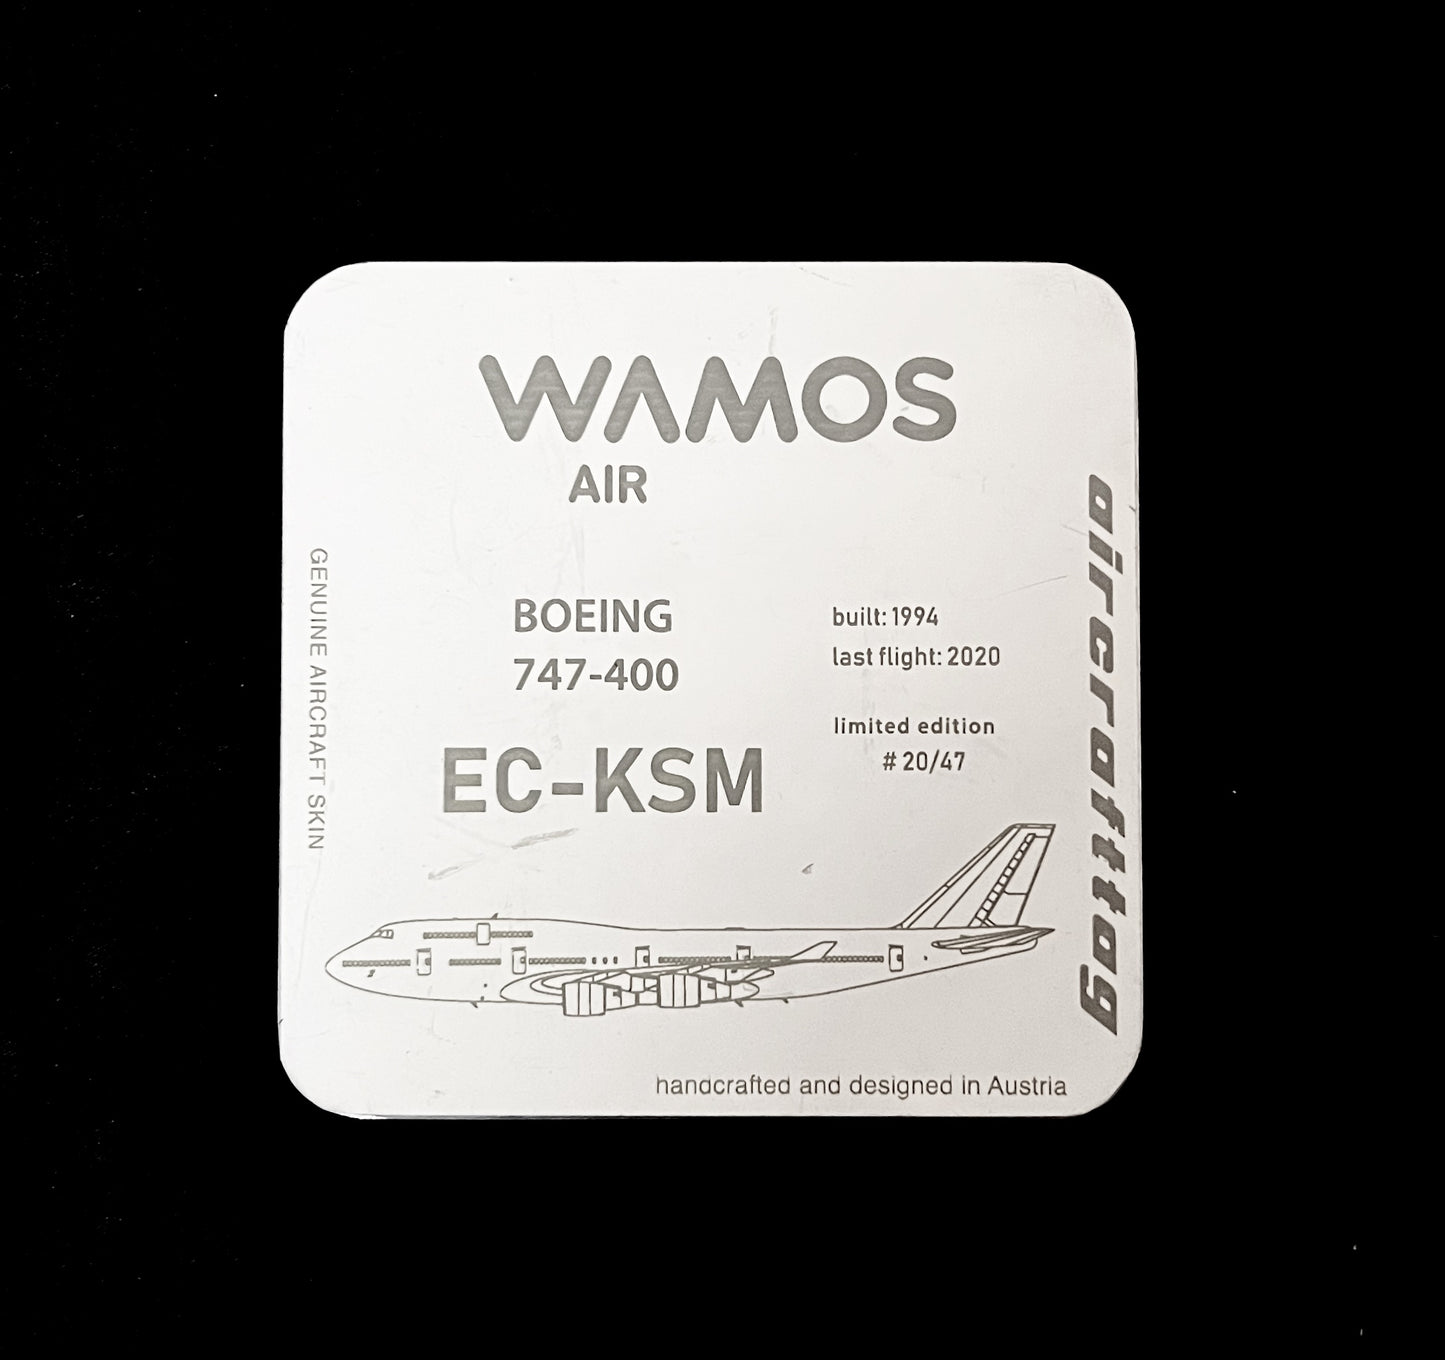 WAMOS
AIR
GENUINE AIRCRAFT SKIN
BOEING
747-400
EC-KSM
built: 1994
last flight: 2020
limited edition
# 20/47
aircrafttag
handcrafted and designed in Austria